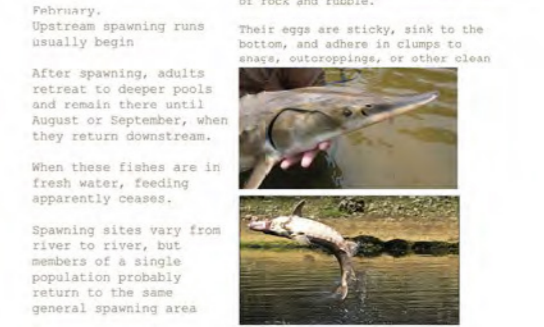 February.
Upstream spawning runs
usually begin
After spawning, adults
retreat to deeper pools
and remain there until
August or September, when
they return downstream.
When these fishes are in
fresh water, feeding
apparently ceases.
Spawning sites vary from
river to river, but
members of a single
population probably
return to the same
general spawning area
of rock and rubble.
Their eggs are sticky, sink to the
bottom, and adhere in clumps to
snags, outcroppings, or other clean